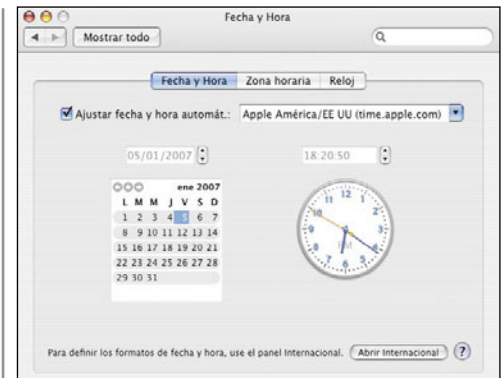 Fecha y Hora
Mostrar todo
Fecha y Hora Zona horaria Reloj
Ajustar fecha y hora automát.: Apple América/EE UU (time.apple.com)
05/01/2007 18:20:50
ene 2007
L M M J V S D
1 2 3 4 5 6 7
8 9 10 11 12 13 14
15 16 17 18 19 20 21
22 23 24 25 26 27 28
29 30 31
12
11 1
10 2
9 3
8 4
7 6 5
PM
Para definir los formatos de fecha y hora, use el panel Internacional. Abrir Internacional ?